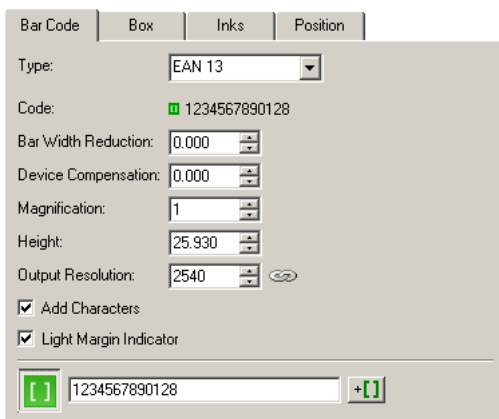 Bar Code Box Inks Position
Type: EAN 13
Code: 1234567890128
Bar Width Reduction: 0.000
Device Compensation: 0.000
Magnification: 1
Height: 25.930
Output Resolution: 2540
Add Characters
Light Margin Indicator
[ ] 1234567890128 +[ ]